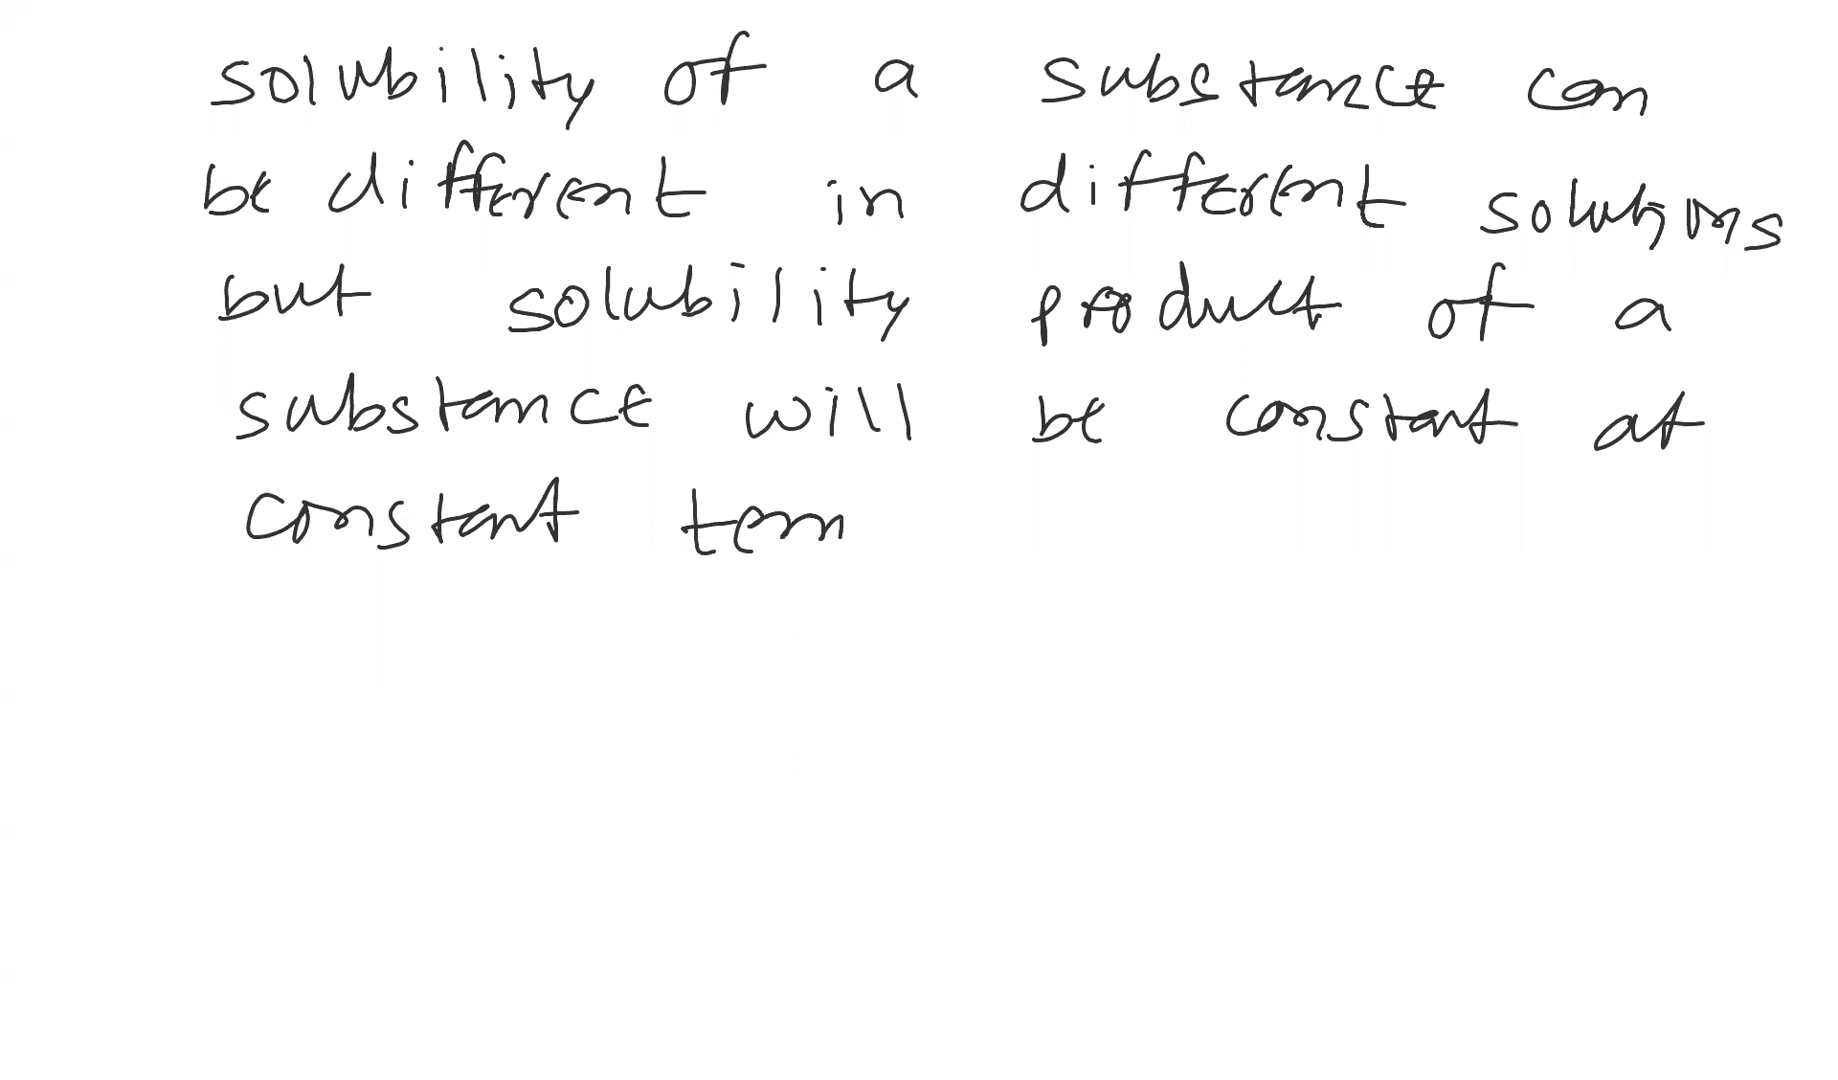 solubility of a substance can
be different in different solutions
but solubility product of a
substance will be constant at
constant tem